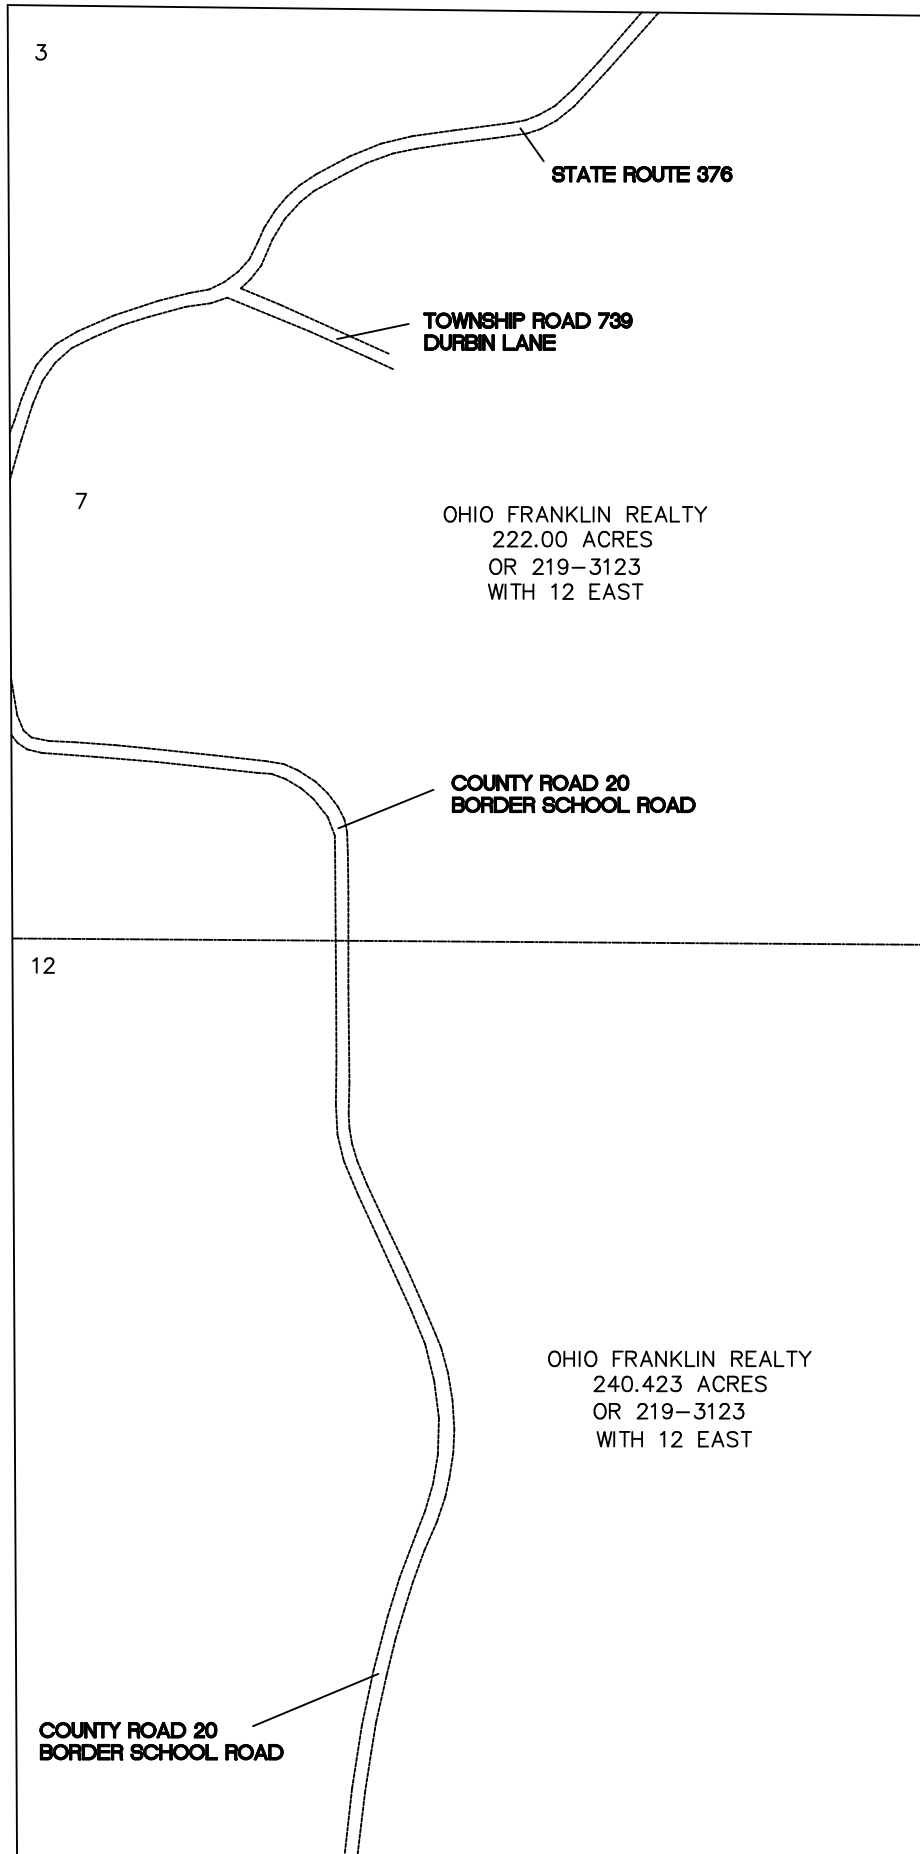 3
STATE ROUTE 376
TOWNSHIP ROAD 739
DURBIN LANE
7
OHIO FRANKLIN REALTY
222.00 ACRES
OR 219-3123
WITH 12 EAST
COUNTY ROAD 20
BORDER SCHOOL ROAD
12
OHIO FRANKLIN REALTY
240.423 ACRES
OR 219-3123
WITH 12 EAST
COUNTY ROAD 20
BORDER SCHOOL ROAD